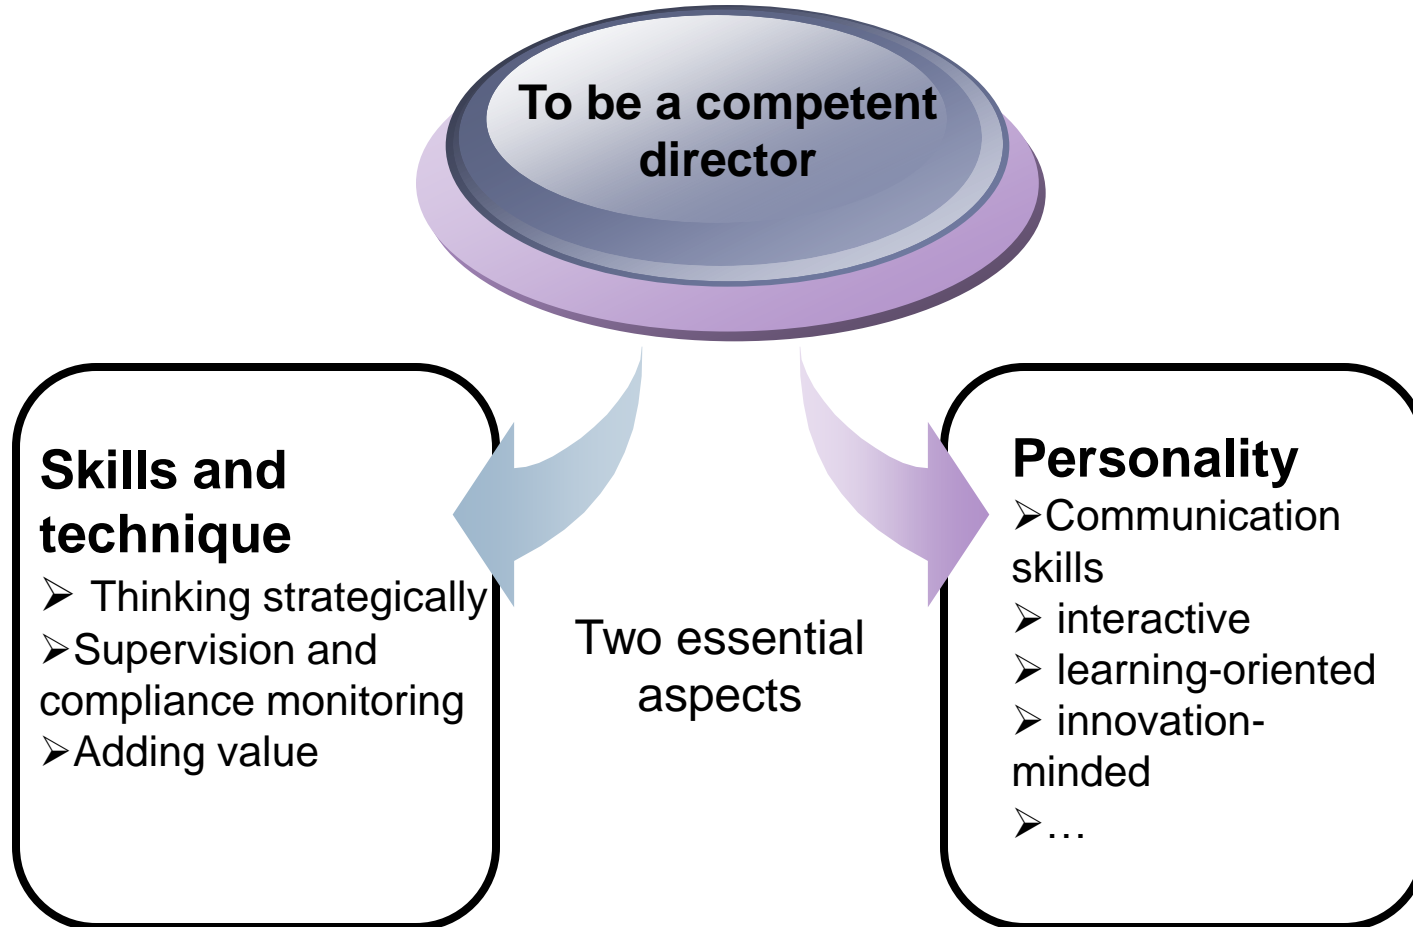 To be a competent
director
Skills and
technique
➢ Thinking strategically
➢Supervision and
compliance monitoring
➢Adding value
Two essential
aspects
Personality
➢Communication
skills
➢ interactive
➢ learning-oriented
➢ innovation-
minded
➢…